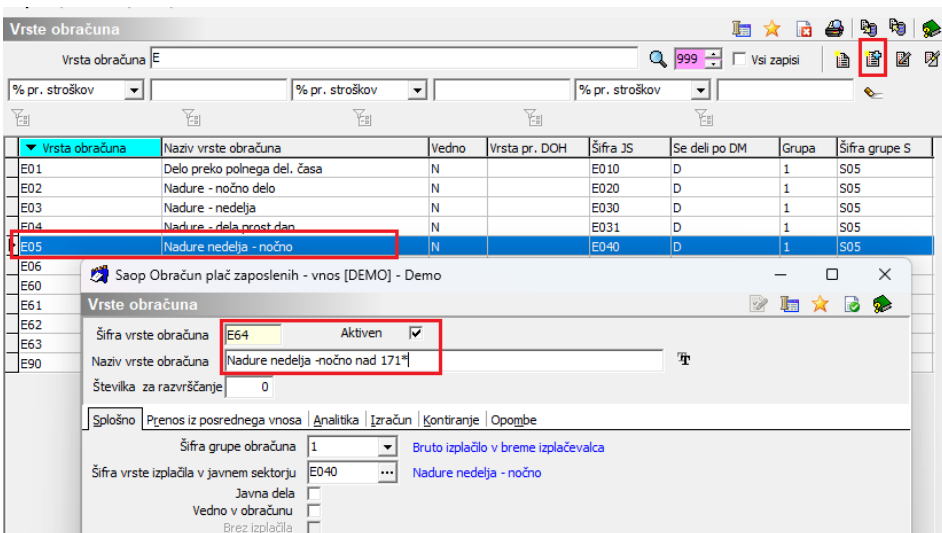 Vrste obračuna
Vrsta obračuna E 999 Vsi zapisi
% pr. stroškov % pr. stroškov % pr. stroškov
Vrsta obračuna Naziv vrste obračuna Vedno Vrsta pr. DOH Šifra JS Se deli po DM Grupa Šifra grupe S
E01 Delo preko polnega del. časa N E010 D 1 S05
E02 Nadure - nočno delo N E020 D 1 S05
E03 Nadure - nedelja N E030 D 1 S05
E04 Nadure - dela prost dan N E031 D 1 S05
E05 Nadure nedelja - nočno N E040 D 1 S05
E06
E60
E61
E62
E63
E90
Saop Obračun plač zaposlenih - vnos [DEMO] - Demo
Vrste obračuna
Šifra vrste obračuna E64 Aktiven
Naziv vrste obračuna Nadure nedelja -nočno nad 171*
Številka za razvrščanje 0
Splošno Prenos iz posrednega vnosa Analitika Izračun Kontiranje Opombe
Šifra grupe obračuna 1 Bruto izplačilo v breme izplačevalca
Šifra vrste izplačila v javnem sektorju E040 ... Nadure nedelja - nočno
Javna dela
Vedno v obračunu
Brez izplačila